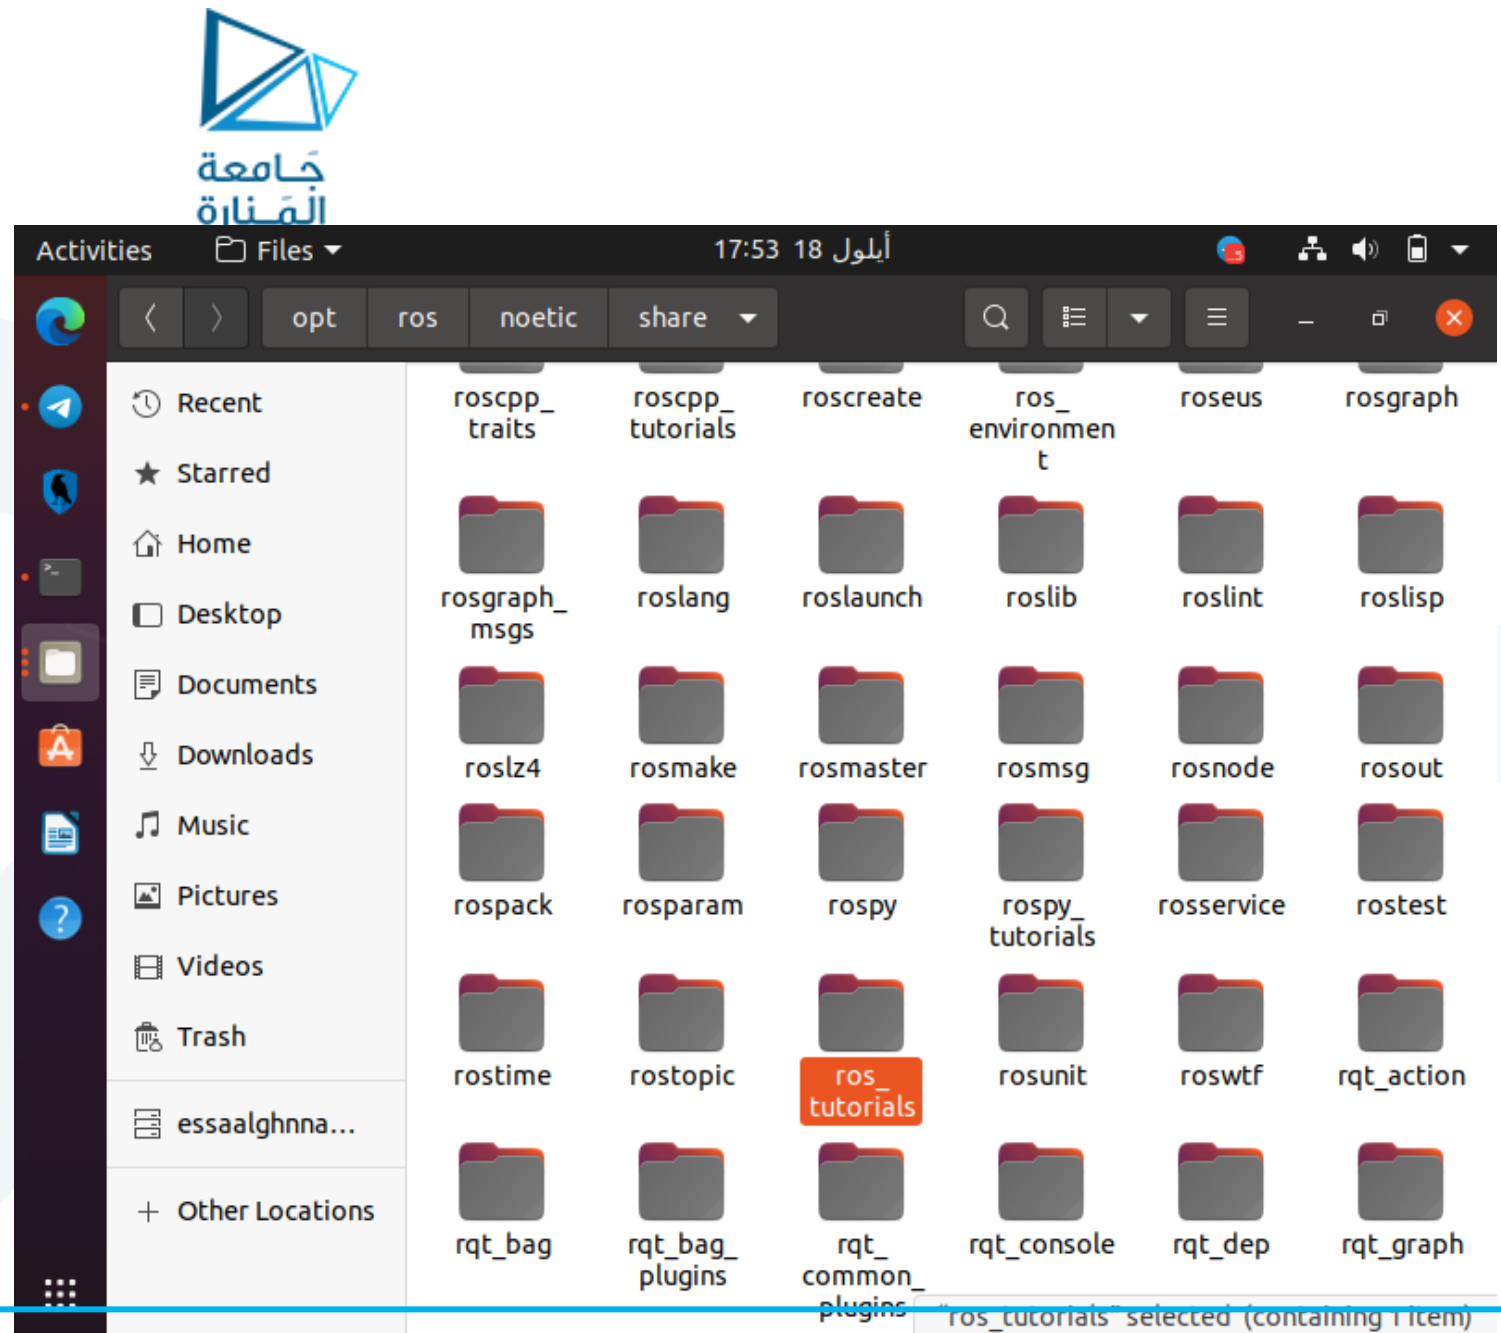 جَامعة
المَنارة
Activities Files 17:53 18 أيلول
opt ros noetic share
Recent
Starred
Home
Desktop
Documents
Downloads
Music
Pictures
Videos
Trash
essaalghnna...
+ Other Locations
roscpp_ roscpp_ roscreate ros_ roseus rosgraph
traits tutorials environmen
t
rosgraph_ roslang roslaunch roslib roslint roslisp
msgs
roslz4 rosmake rosmaster rosmsg rosnode rosout
rospack rosparam rospy rospy_ rosservice rostest
tutorials
rostime rostopic ros_ rosunit roswtf rqt_action
tutorials
rqt_bag rqt_bag_ rqt_ rqt_console rqt_dep rqt_graph
plugins common_
plugins
"ros_tutorials" selected (containing 1 item)